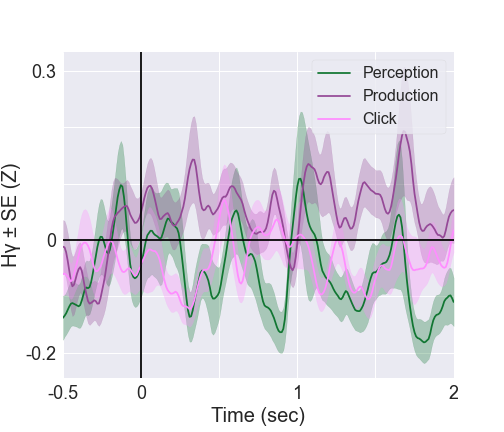 Perception
Production
Click
Hγ ± SE (Z)
0.3
0
-0.2
-0.5
0
1
2
Time (sec)